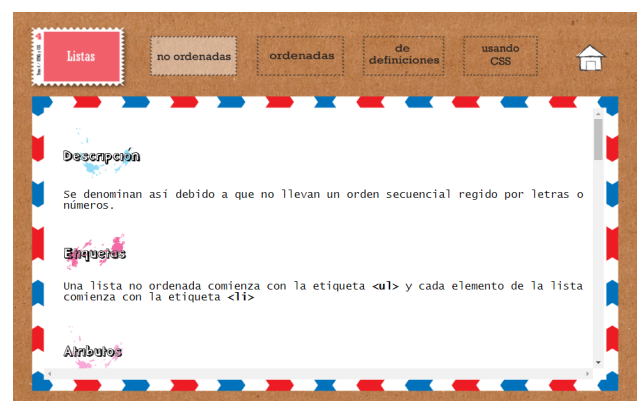 Listas
no ordenadas
ordenadas
de
definiciones
usando
CSS
Descripción
Se denominan así debido a que no llevan un orden secuencial regido por letras o
números.
Etiquetas
Una lista no ordenada comienza con la etiqueta <ul> y cada elemento de la lista
comienza con la etiqueta <li>
Atributos